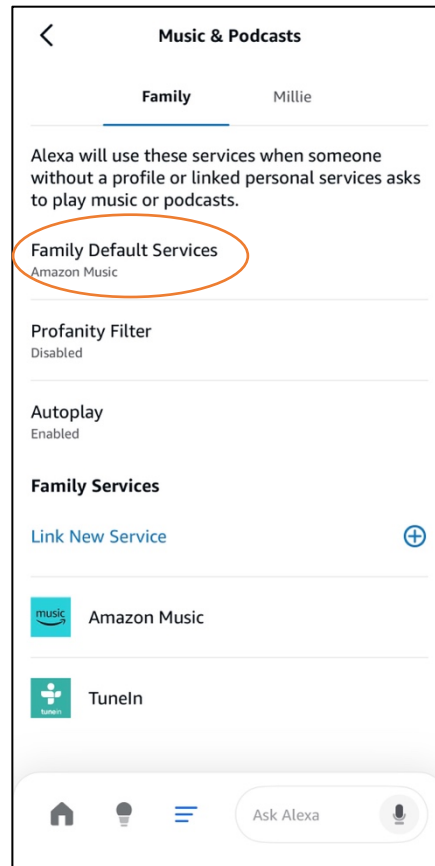 Music & Podcasts
Family Millie
Alexa will use these services when someone
without a profile or linked personal services asks
to play music or podcasts.
Family Default Services
Amazon Music
Profanity Filter
Disabled
Autoplay
Enabled
Family Services
Link New Service
music
Amazon Music
tunein
TuneIn
Ask Alexa